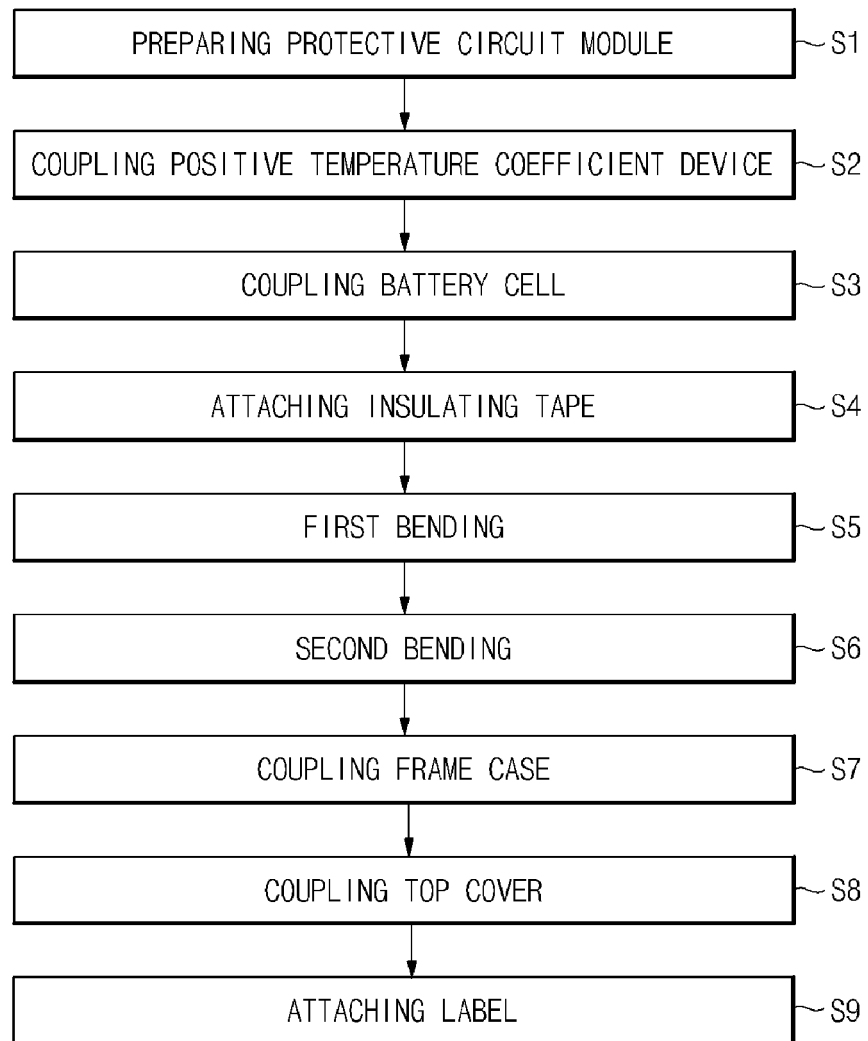 PREPARING PROTECTIVE CIRCUIT MODULE S1
COUPLING POSITIVE TEMPERATURE COEFFICIENT DEVICE S2
COUPLING BATTERY CELL S3
ATTACHING INSULATING TAPE S4
FIRST BENDING S5
SECOND BENDING S6
COUPLING FRAME CASE S7
COUPLING TOP COVER S8
ATTACHING LABEL S9